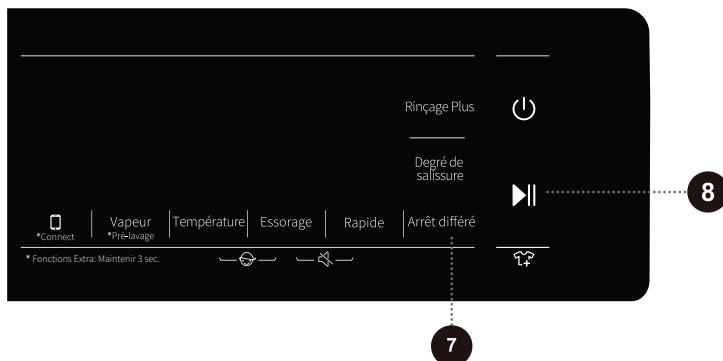 Rinçage Plus
Degré de
salissure
8
*Connect
Vapeur
*Pré-lavage
Température
Essorage
Rapide
Arrêt différé
* Fonctions Extra: Maintenir 3 sec.
7